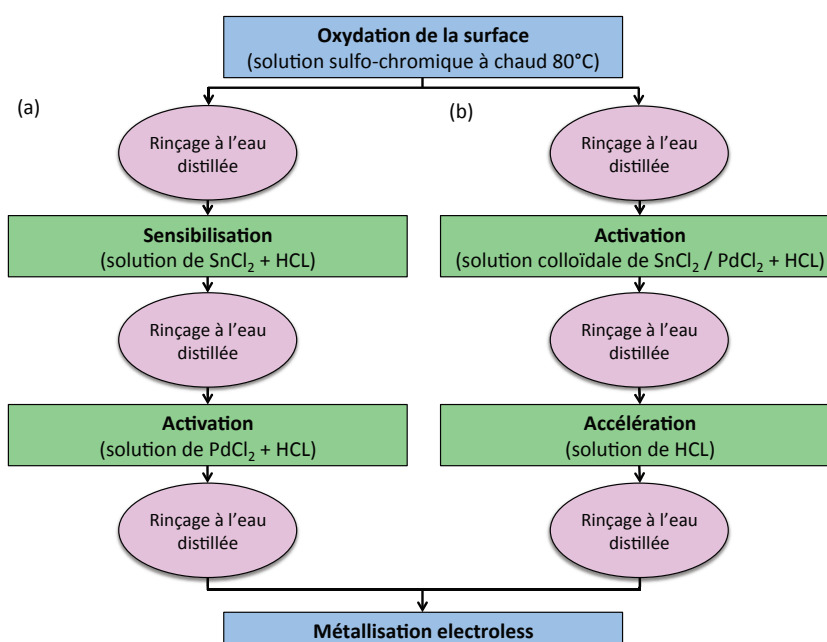 Oxydation de la surface
(solution sulfo-chromique à chaud 80°C)
(a)
Rinçage à l'eau
distillée
Sensibilisation
(solution de SnCl₂ + HCL)
Rinçage à l'eau
distillée
Activation
(solution de PdCl₂ + HCL)
Rinçage à l'eau
distillée
(b)
Rinçage à l'eau
distillée
Activation
(solution colloïdale de SnCl₂ / PdCl₂ + HCL)
Rinçage à l'eau
distillée
Accélération
(solution de HCL)
Rinçage à l'eau
distillée
Métallisation electroless